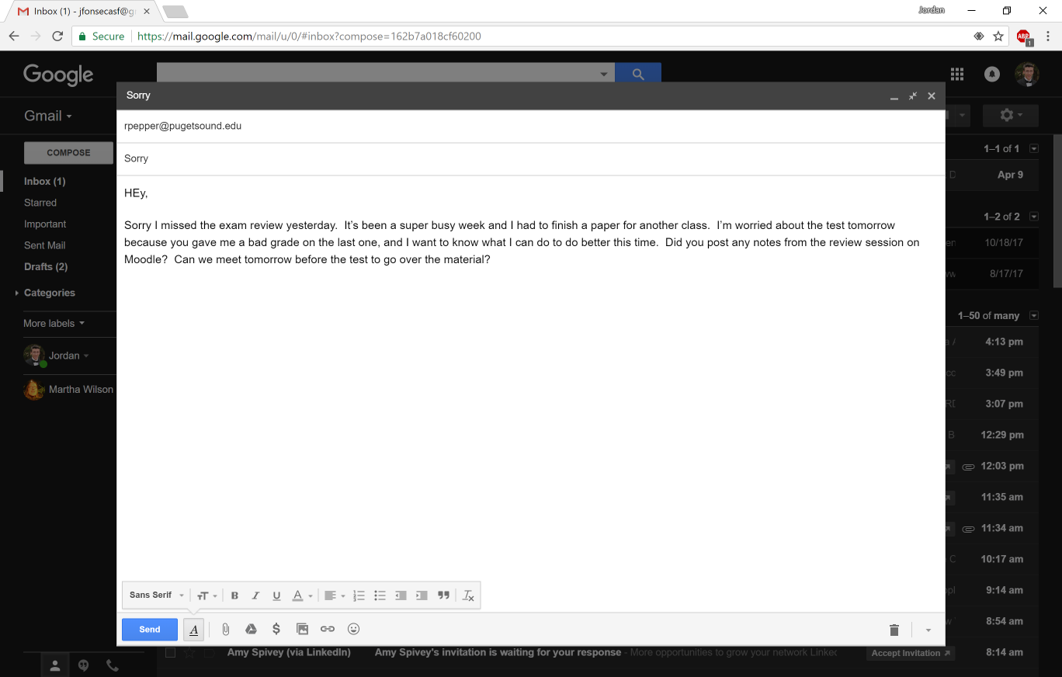 Inbox (1) - jfonsecasf@g
Jordan
Secure https://mail.google.com/mail/u/0/#inbox?compose=162b7a018cf60200
ABP
1
Google
Sorry
Gmail
rpepper@pugetsound.edu
COMPOSE
1–1 of 1
Sorry
Inbox (1)
Apr 9
HEy,
Starred
Important
1–2 of 2
Sorry I missed the exam review yesterday. It's been a super busy week and I had to finish a paper for another class. I'm worried about the test tomorrow
because you gave me a bad grade on the last one, and I want to know what I can do to do better this time. Did you post any notes from the review session on
Moodle? Can we meet tomorrow before the test to go over the material?
Sent Mail
10/18/17
Drafts (2)
8/17/17
Categories
1–50 of many
More labels
4:13 pm
Jordan
3:49 pm
Martha Wilson
3:07 pm
12:29 pm
12:03 pm
11:35 am
11:34 am
10:17 am
9:14 am
Sans Serif
8:54 am
Send
Amy Spivey (via LinkedIn) Amy Spivey's invitation is waiting for your response - More opportunities to grow your network Linked
Accept Invitation
8:14 am